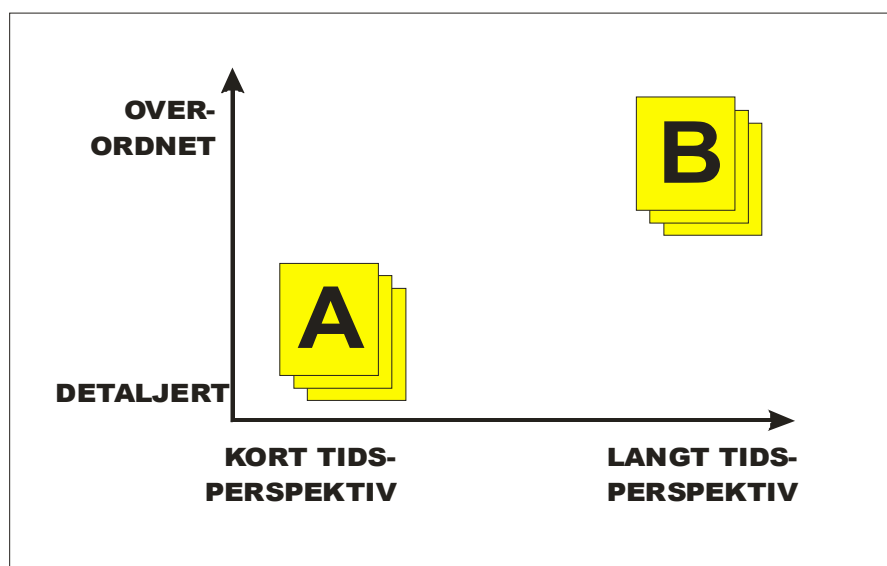 OVER-
ORDNET
B
A
DETALJERT
KORT TIDS-
PERSPEKTIV
LANGT TIDS-
PERSPEKTIV